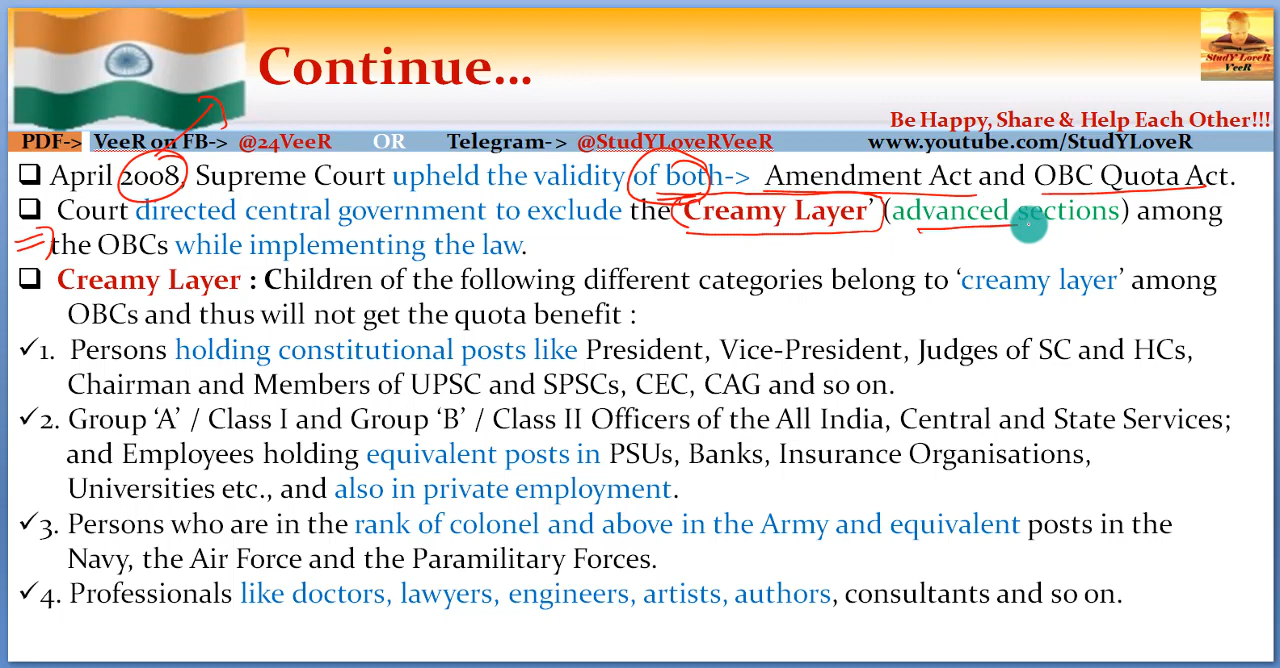 Continue...
StudY LoveR
VeeR
Be Happy, Share & Help Each Other!!!
PDF-> VeeR on FB-> @24VeeR OR Telegram-> @StudYLoveRVeeR www.youtube.com/StudYLoveR
❑ April 2008, Supreme Court upheld the validity of both-> Amendment Act and OBC Quota Act.
❑ Court directed central government to exclude the 'Creamy Layer' (advanced sections) among
the OBCs while implementing the law.
❑ Creamy Layer : Children of the following different categories belong to 'creamy layer' among
OBCs and thus will not get the quota benefit :
✓1. Persons holding constitutional posts like President, Vice-President, Judges of SC and HCs,
Chairman and Members of UPSC and SPSCs, CEC, CAG and so on.
✓2. Group 'A' / Class I and Group 'B' / Class II Officers of the All India, Central and State Services;
and Employees holding equivalent posts in PSUs, Banks, Insurance Organisations,
Universities etc., and also in private employment.
✓3. Persons who are in the rank of colonel and above in the Army and equivalent posts in the
Navy, the Air Force and the Paramilitary Forces.
✓4. Professionals like doctors, lawyers, engineers, artists, authors, consultants and so on.